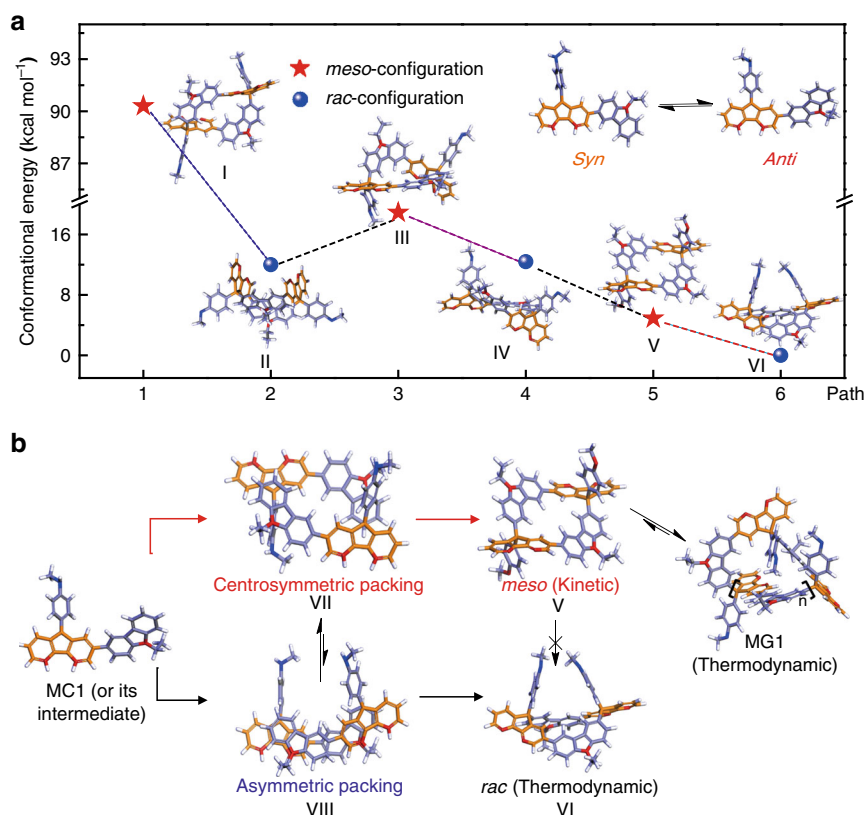 a
Conformational energy (kcal mol⁻¹)
93
90
87
16
8
0
meso-configuration
rac-configuration
Syn
Anti
I
II
III
IV
V
VI
1
2
3
4
5
6
Path
b
MC1 (or its
intermediate)
Centrosymmetric packing
VII
meso (Kinetic)
V
n
MG1
(Thermodynamic)
Asymmetric packing
VIII
rac (Thermodynamic)
VI